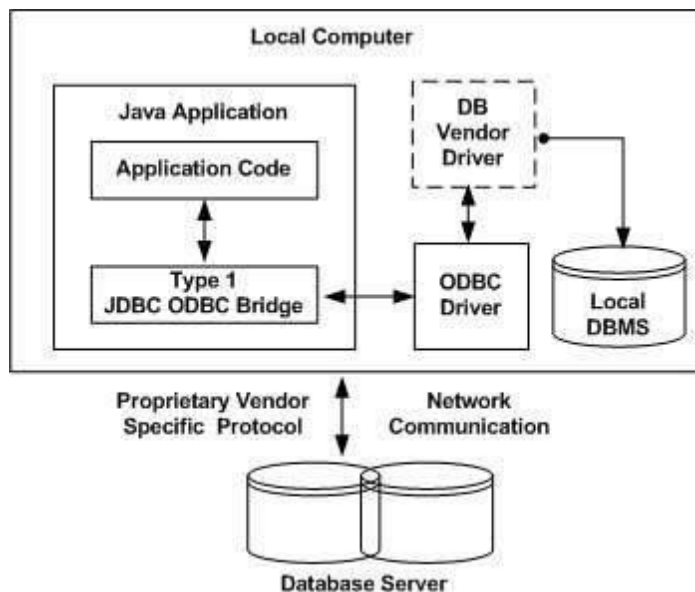 Local Computer
Java Application
Application Code
Type 1
JDBC ODBC Bridge
DB
Vendor
Driver
ODBC
Driver
Local
DBMS
Proprietary Vendor
Specific Protocol
Network
Communication
Database Server